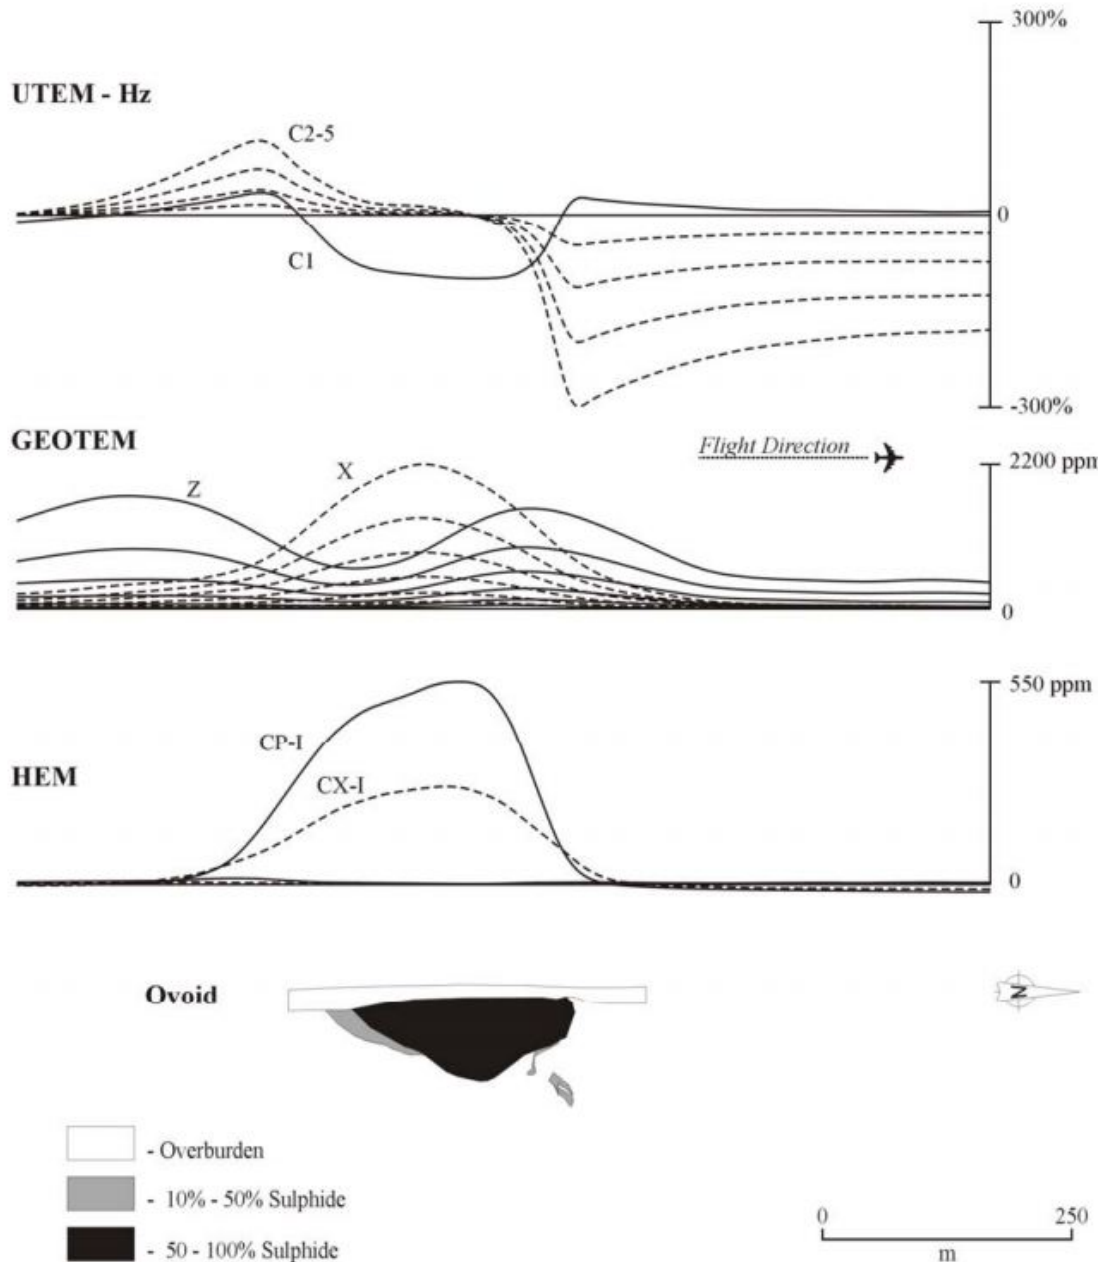 300%
UTEM - Hz
C2-5
0
C1
-300%
GEOTEM
Flight Direction
2200 ppm
X
Z
0
550 ppm
CP-I
HEM
CX-I
0
Ovoid
N
- Overburden
- 10% - 50% Sulphide
0 250
- 50 - 100% Sulphide
m